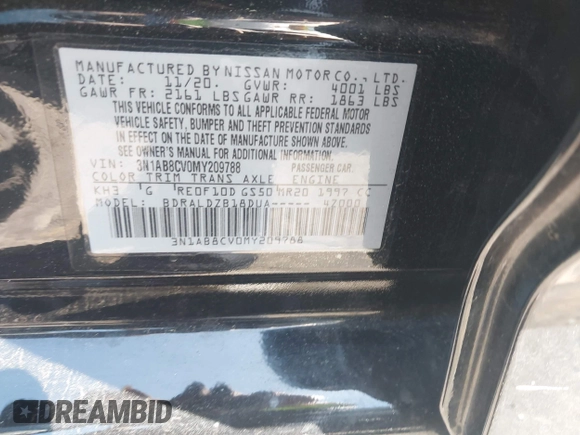 MANUFACTURED BY NISSAN MOTOR CO., LTD.
DATE: 11/20. GVWR: 4001 LBS
GAWR FR: 2161 LBS GAWR RR: 1863 LBS
THIS VEHICLE CONFORMS TO ALL APPLICABLE FEDERAL MOTOR
VEHICLE SAFETY, BUMPER AND THEFT PREVENTION STANDARDS
IN EFFECT ON THE DATE OF MANUFACTURE SHOWN ABOVE.
SEE OWNER'S MANUAL FOR ADDITIONAL INFORMATION.
VIN: 3N1AB8CV0MY209788 PASSENGER CAR.
COLOR TRIM TRANS AXLE ENGINE
KH3 G RE0F10D GS50 MR20 1997 CC
MODEL: BDRALDZB18DUA----- 47000
3N1AB8CV0MY209788
DREAMBID